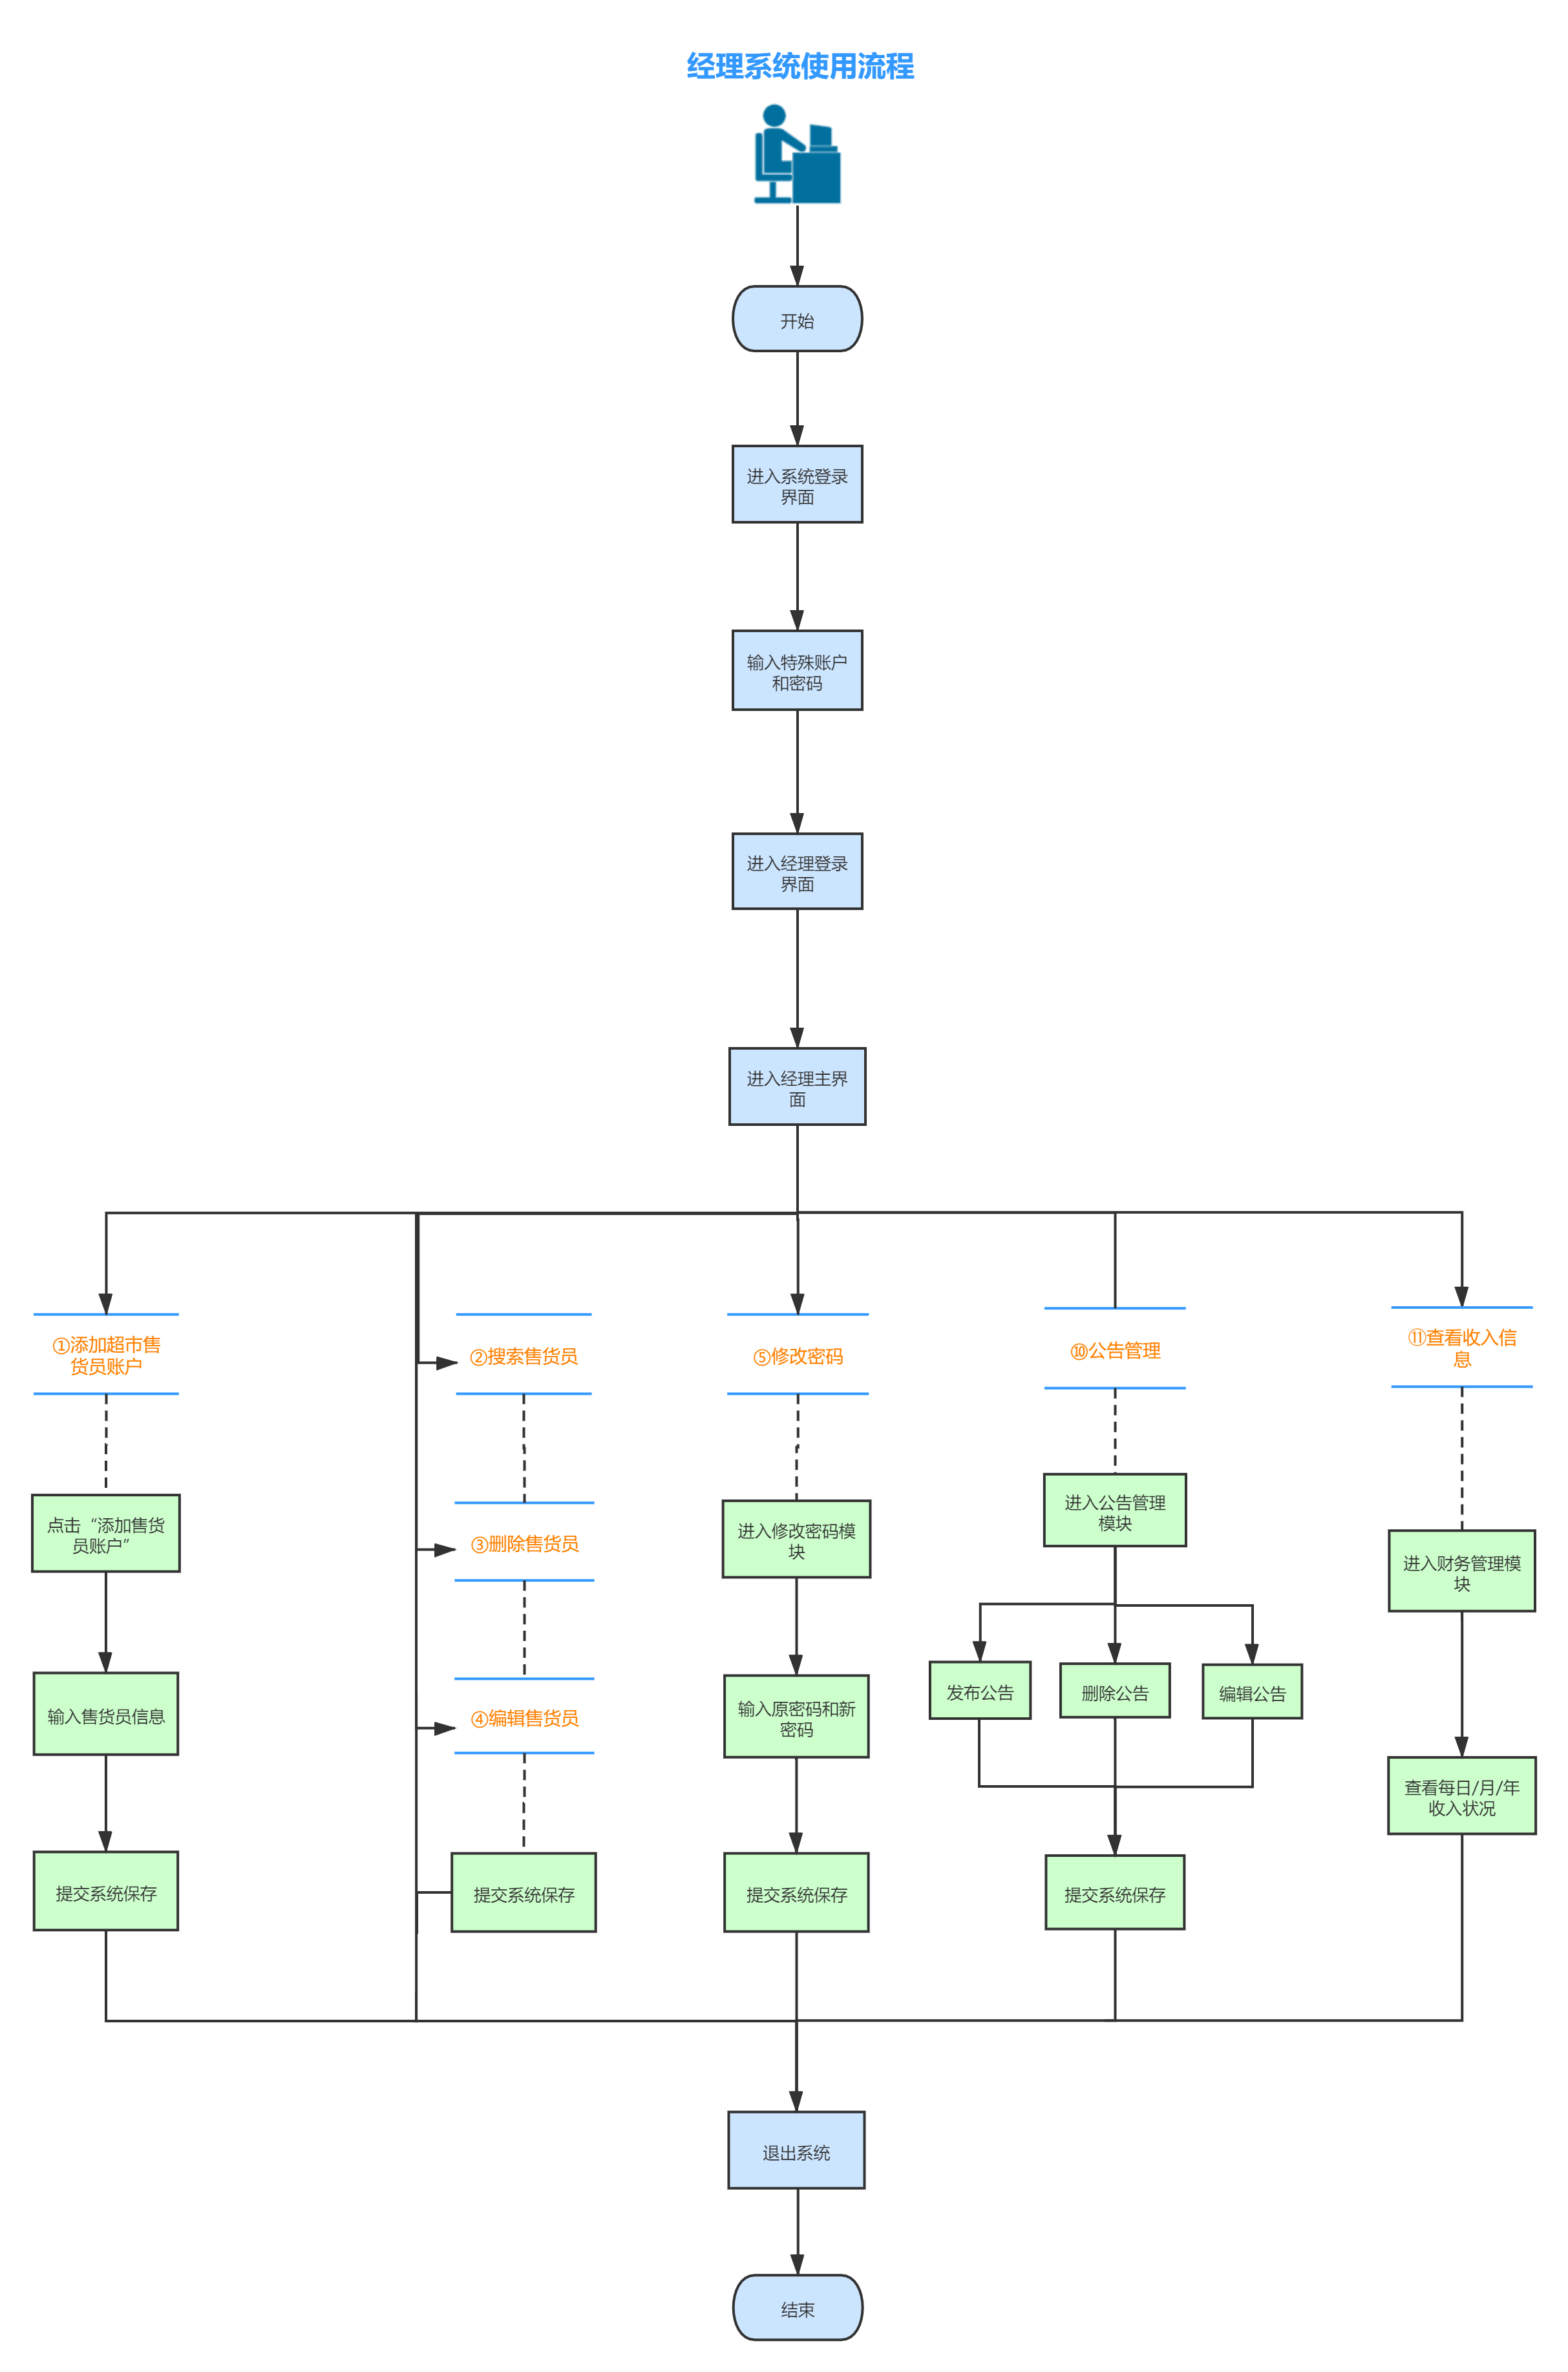 经理系统使用流程
开始
进入系统登录
界面
输入特殊账户
和密码
进入经理登录
界面
进入经理主界
面
①添加超市售
货员账户
点击“添加售货
员账户”
输入售货员信息
提交系统保存
②搜索售货员
③删除售货员
④编辑售货员
提交系统保存
⑤修改密码
进入修改密码模
块
输入原密码和新
密码
提交系统保存
⑩公告管理
进入公告管理
模块
发布公告
删除公告
编辑公告
提交系统保存
⑪查看收入信
息
进入财务管理模
块
查看每日/月/年
收入状况
退出系统
结束